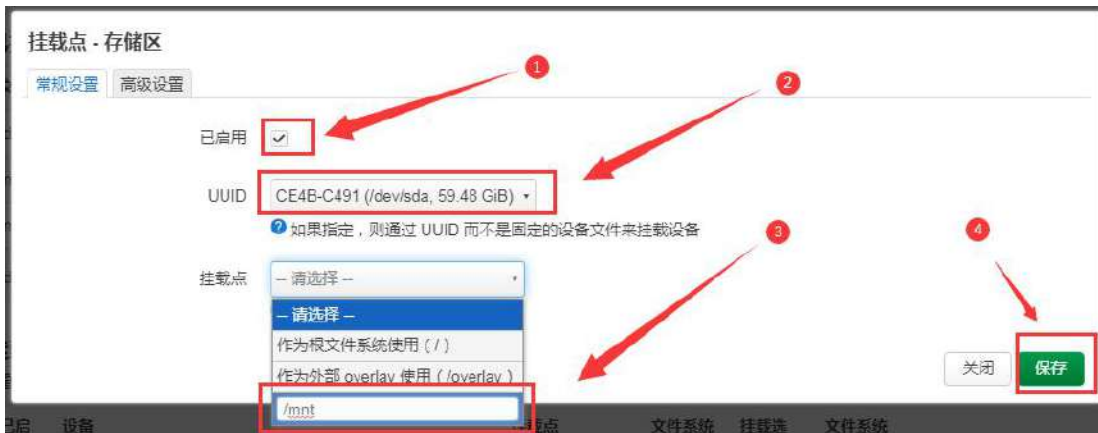 挂载点 - 存储区
常规设置 高级设置
1
2
已启用
UUID CE4B-C491 (/dev/sda, 59.48 GiB)
? 如果指定，则通过 UUID 而不是固定的设备文件来挂载设备
3
4
挂载点 -- 请选择 --
-- 请选择 --
作为根文件系统使用（/）
作为外部 overlay 使用（/overlay）
/mnt
关闭 保存
设备 挂载点 文件系统 挂载选 文件系统